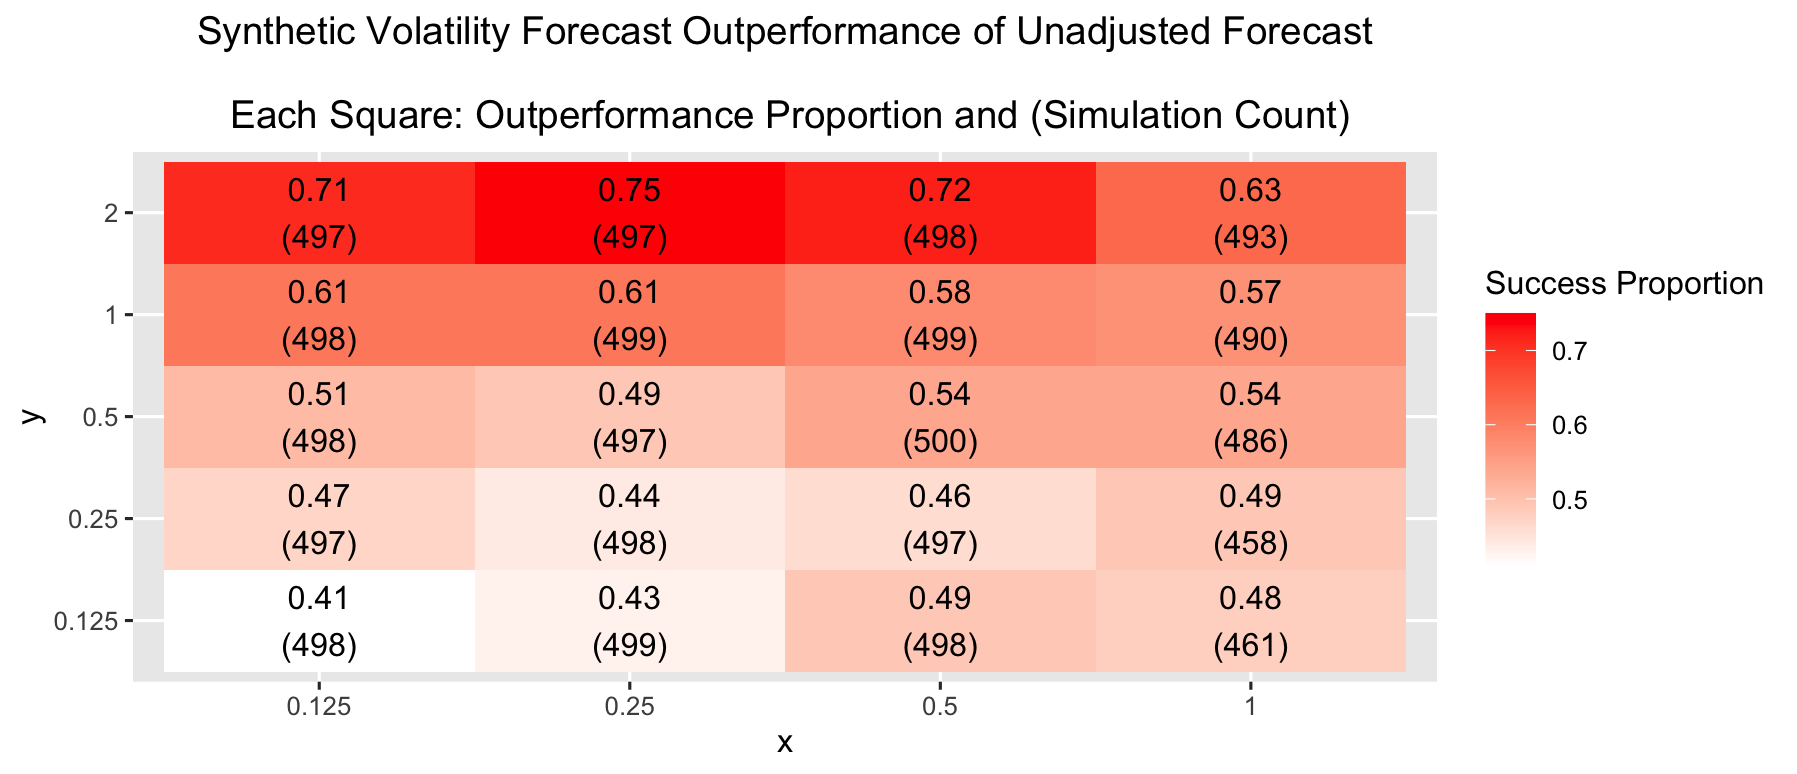 Synthetic Volatility Forecast Outperformance of Unadjusted Forecast
Each Square: Outperformance Proportion and (Simulation Count)
0.71 0.75 0.72 0.63
2
(497) (497) (498) (493)
0.61 0.61 0.58 0.57
1
(498) (499) (499) (490)
0.51 0.49 0.54 0.54
0.5
(498) (497) (500) (486)
0.47 0.44 0.46 0.49
0.25
(497) (498) (497) (458)
0.41 0.43 0.49 0.48
0.125
(498) (499) (498) (461)
y
0.125 0.25 0.5 1
x
Success Proportion
0.7
0.6
0.5